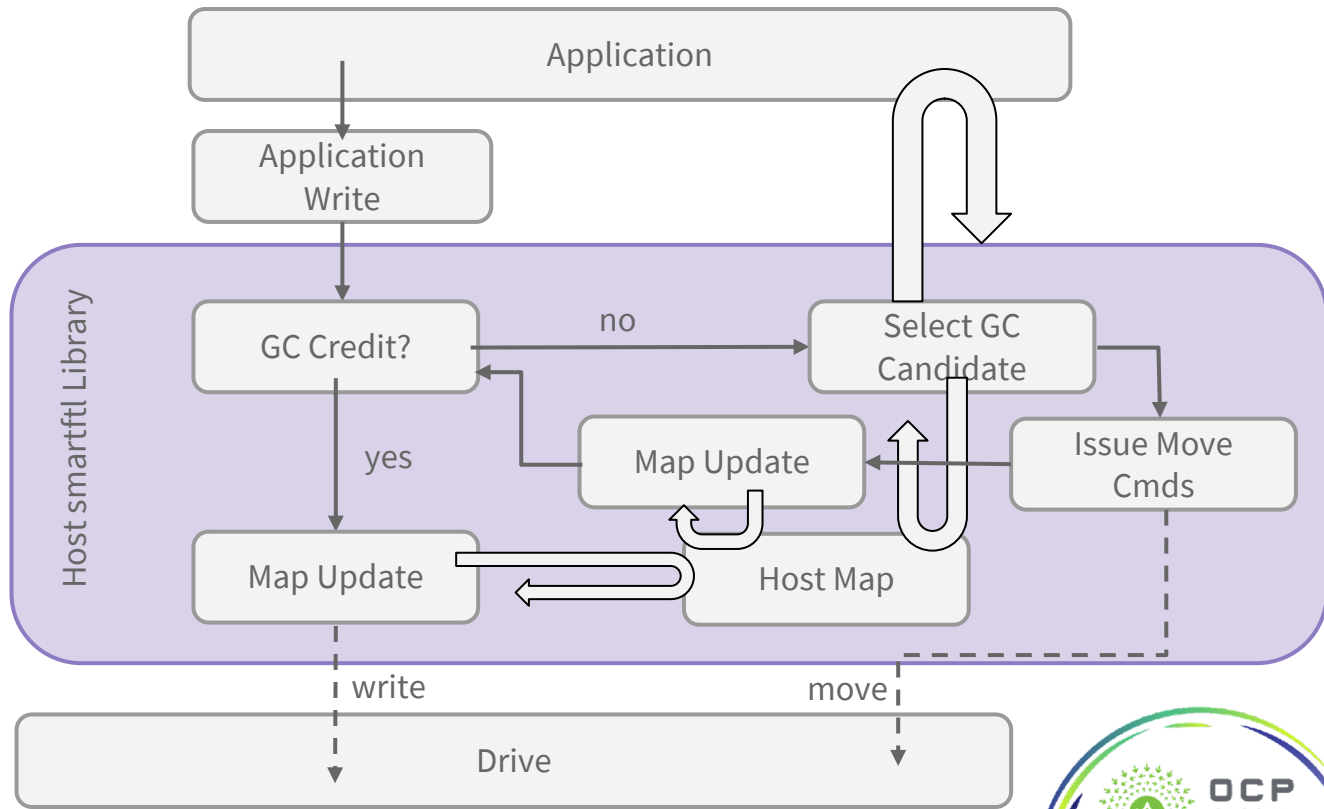 Application
Application
Write
Host smartftl Library
GC Credit?
no
Select GC
Candidate
yes
Map Update
Issue Move
Cmds
Map Update
Host Map
write
move
Drive
OCP